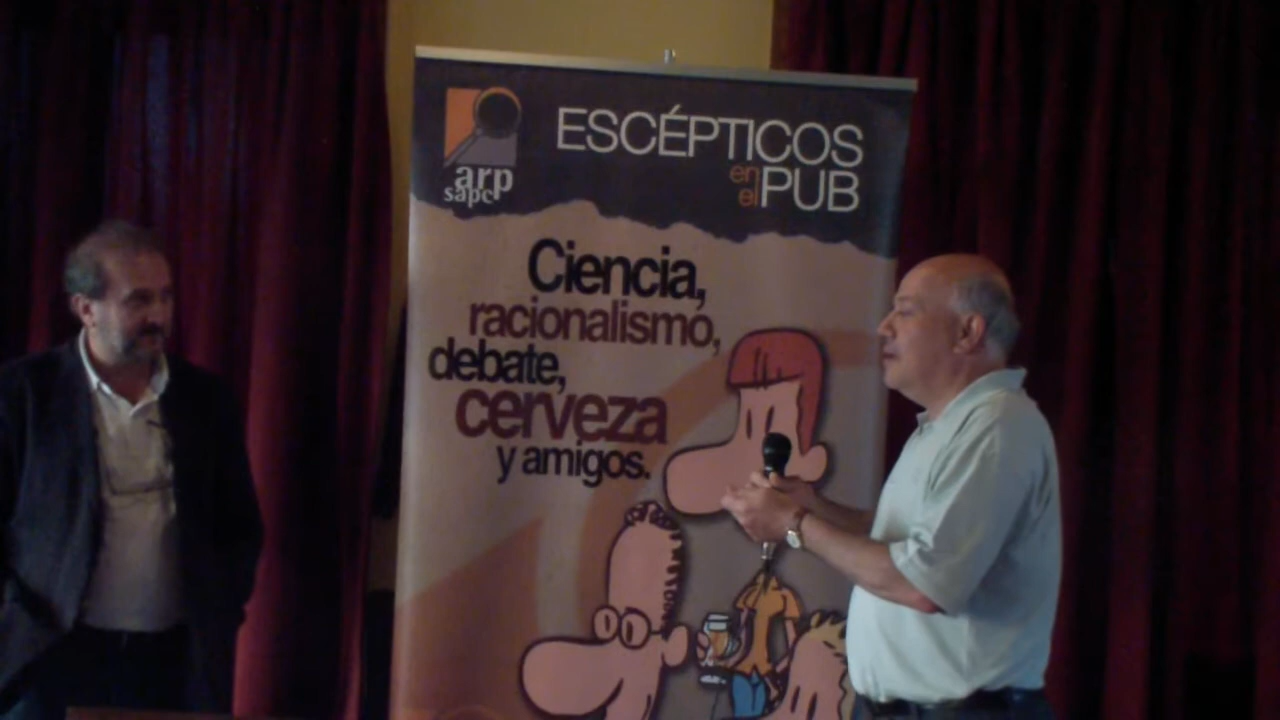 arp
sapc
ESCÉPTICOS
en
el PUB
Ciencia,
racionalismo,
debate,
cerveza
y amigos.